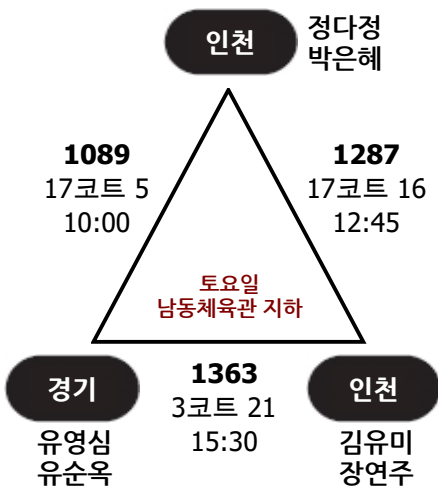 인천
정다정
박은혜
1089
17코트 5
10:00
1287
17코트 16
12:45
토요일
남동체육관 지하
경기
유영심
유순옥
1363
3코트 21
15:30
인천
김유미
장연주